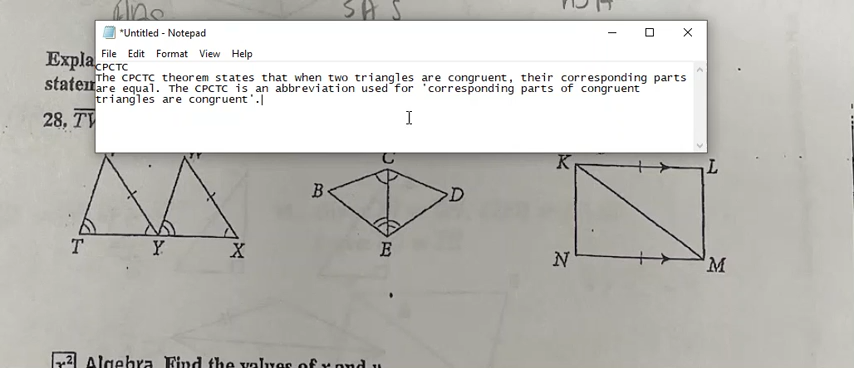 SAS
*Untitled - Notepad
File Edit Format View Help
Expla
CPCTC
The CPCTC theorem states that when two triangles are congruent, their corresponding parts
statem
are equal. The CPCTC is an abbreviation used for 'corresponding parts of congruent
triangles are congruent'.
28. TV
C
K L
B D
T Y X
E
N M
x² Algebra Find the values of x and y